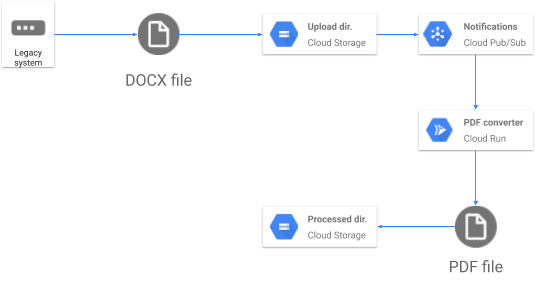 Legacy
system
DOCX file
Upload dir.
Cloud Storage
Notifications
Cloud Pub/Sub
PDF converter
Cloud Run
Processed dir.
Cloud Storage
PDF file